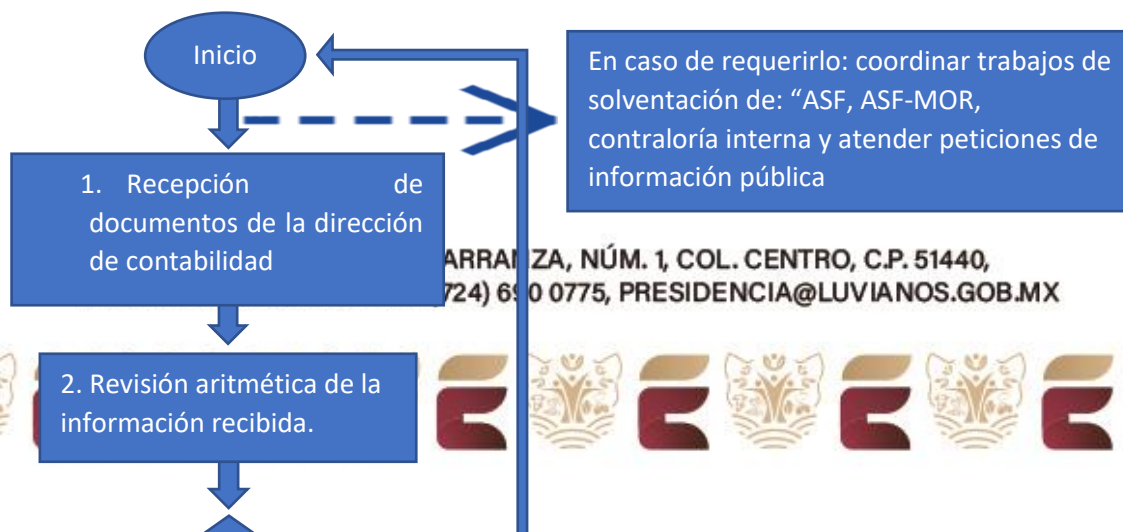 Inicio
En caso de requerirlo: coordinar trabajos de
solventación de: “ASF, ASF-MOR,
contraloría interna y atender peticiones de
información pública
1. Recepción de
documentos de la dirección
de contabilidad
NÚM. 1, COL. CENTRO, C.P. 51440,
0775, PRESIDENCIA@LUVIANOS.GOB.MX
2. Revisión aritmética de la
información recibida.